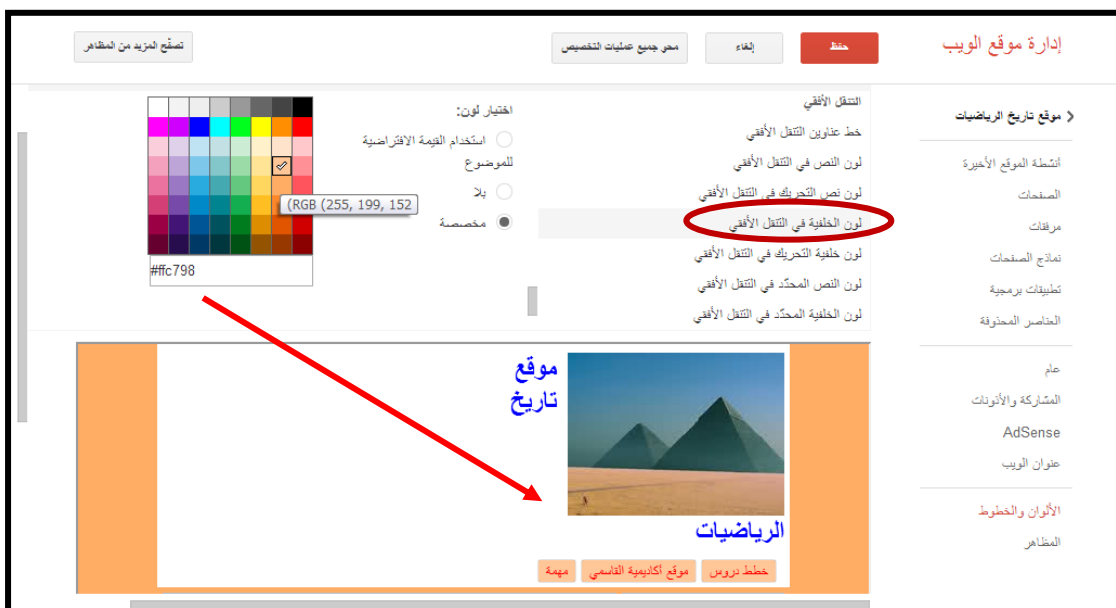 إدارة موقع الويب
حفظ
إلغاء
محو جميع عمليات التخصيص
تصفّح المزيد من المظاهر
موقع تاريخ الرياضيات
أنشطة الموقع الأخيرة
الصفحات
مرفقات
نماذج الصفحات
تطبيقات برمجية
العناصر المحذوفة
عام
المشاركة والأذونات
AdSense
عنوان الويب
الألوان والخطوط
المظاهر
التنقل الأفقي
خط عناوين التنقل الأفقي
لون النص في التنقل الأفقي
لون نص التحريك في التنقل الأفقي
لون الخلفية في التنقل الأفقي
لون خلفية التحريك في التنقل الأفقي
لون النص المحدّد في التنقل الأفقي
لون الخلفية المحدّد في التنقل الأفقي
اختيار لون:
استخدام القيمة الافتراضية
للموضوع
بلا
مخصصة
(RGB (255, 199, 152
#ffc798
موقع
تاريخ
الرياضيات
خطط دروس
موقع أكاديمية القاسمي
مهمة